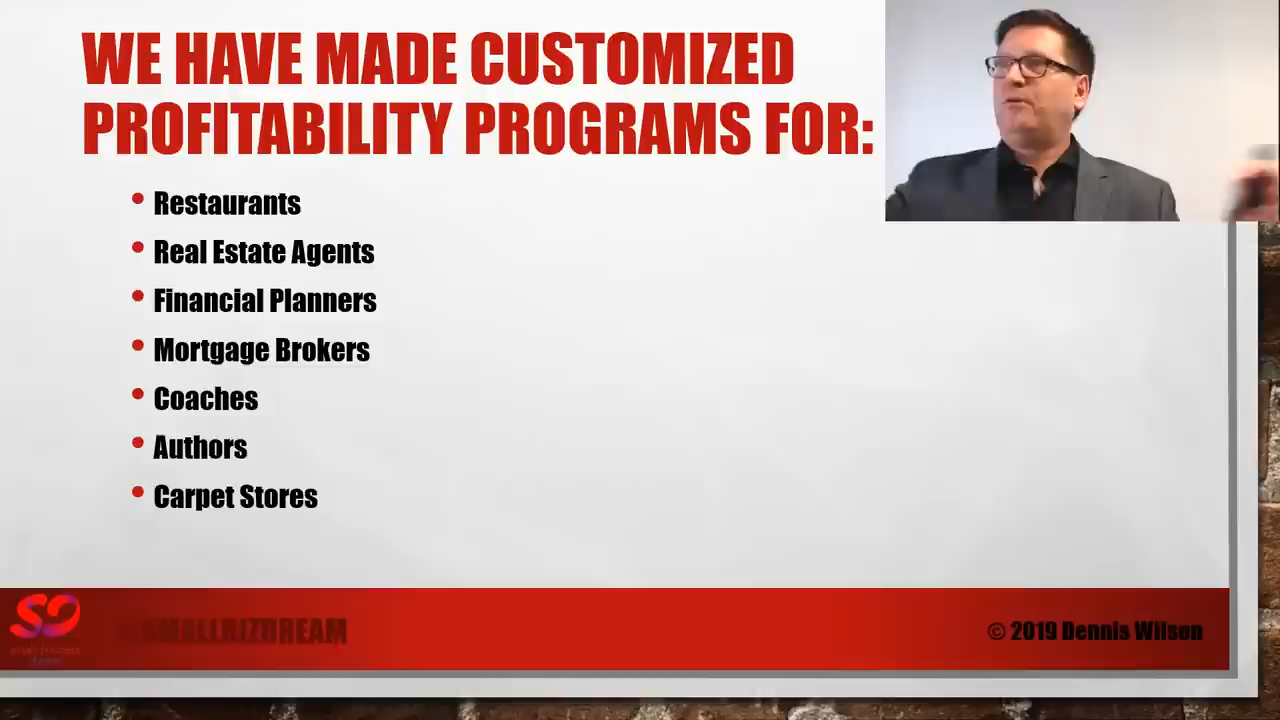 WE HAVE MADE CUSTOMIZED
PROFITABILITY PROGRAMS FOR:
• Restaurants
• Real Estate Agents
• Financial Planners
• Mortgage Brokers
• Coaches
• Authors
• Carpet Stores
SMALLBIZDREAM
© 2019 Dennis Wilson